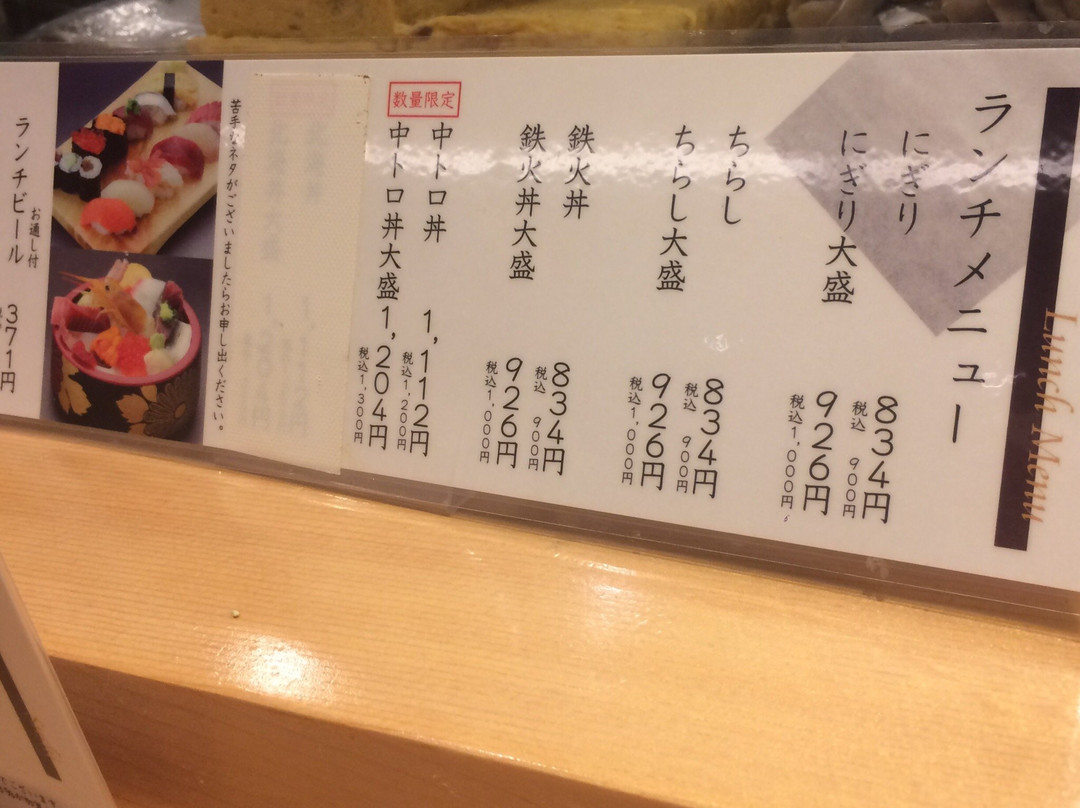 ランチメニュー
Lunch Menu
にぎり
834円
税込 900円
にぎり大盛
926円
税込1,000円
ちらし
834円
税込 900円
ちらし大盛
926円
税込1,000円
鉄火丼
834円
税込 900円
鉄火丼大盛
926円
税込1,000円
数量限定
中トロ丼
1,112円
税込1,200円
中トロ丼大盛
1,204円
税込1,300円
苦手なネタがございましたらお申し出ください。
お通し付
ランチビール
371円